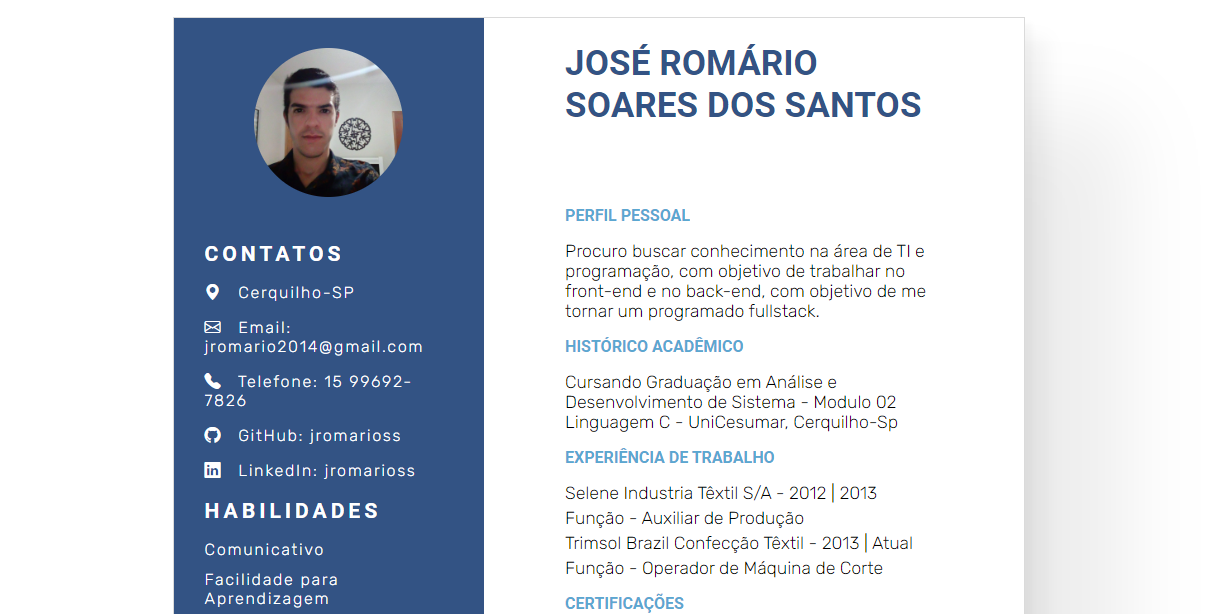 CONTATOS
Cerquilho-SP
Email:
jromario2014@gmail.com
Telefone: 15 99692-
7826
GitHub: jromarioss
LinkedIn: jromarioss
HABILIDADES
Comunicativo
Facilidade para
Aprendizagem
JOSÉ ROMÁRIO
SOARES DOS SANTOS
PERFIL PESSOAL
Procuro buscar conhecimento na área de TI e
programação, com objetivo de trabalhar no
front-end e no back-end, com objetivo de me
tornar um programado fullstack.
HISTÓRICO ACADÊMICO
Cursando Graduação em Análise e
Desenvolvimento de Sistema - Modulo 02
Linguagem C - UniCesumar, Cerquilho-Sp
EXPERIÊNCIA DE TRABALHO
Selene Industria Têxtil S/A - 2012 | 2013
Função - Auxiliar de Produção
Trimsol Brazil Confecção Têxtil - 2013 | Atual
Função - Operador de Máquina de Corte
CERTIFICAÇÕES